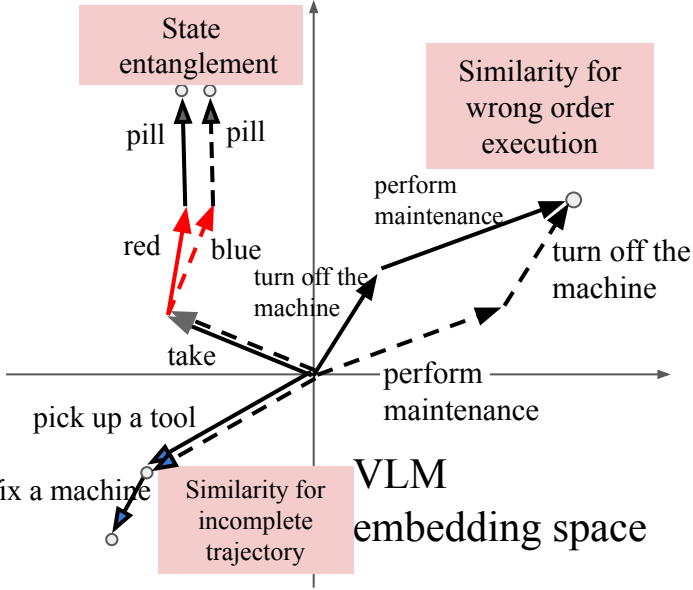 State
entanglement
Similarity for
wrong order
execution
pill
pill
perform
maintenance
red
blue
turn off the
machine
turn off the
machine
take
perform
maintenance
pick up a tool
ix a machine
Similarity for
incomplete
trajectory
VLM
embedding space